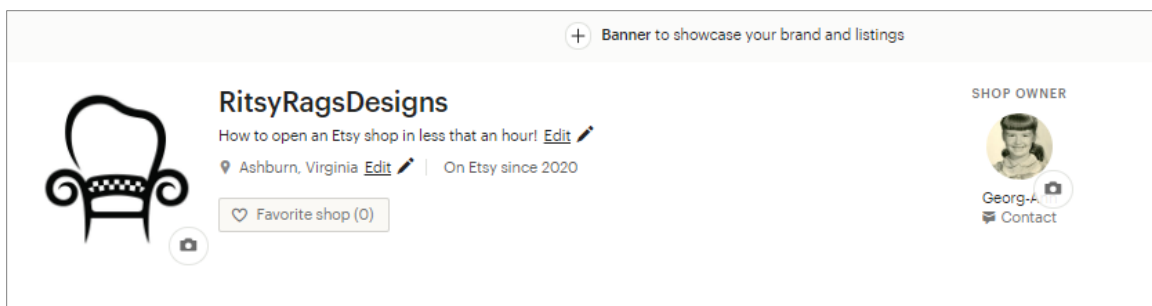 Banner to showcase your brand and listings
RitsyRagsDesigns
How to open an Etsy shop in less that an hour! Edit
Ashburn, Virginia Edit On Etsy since 2020
Favorite shop (0)
SHOP OWNER
Contact